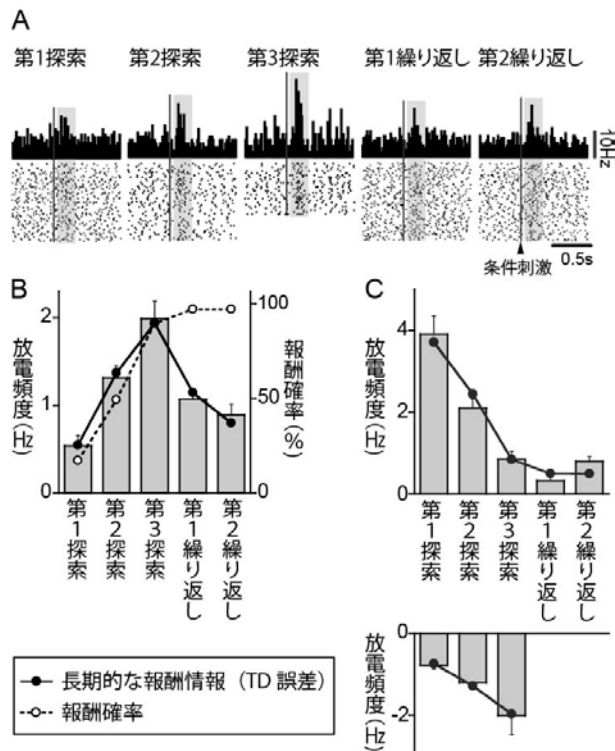 A
第1探索 第2探索 第3探索 第1繰り返し 第2繰り返し
10Hz
条件刺激
0.5s
B
放電頻度(Hz)
2
1
0
報酬確率(%)
100
50
0
第1探索
第2探索
第3探索
第1繰り返し
第2繰り返し
C
放電頻度(Hz)
4
2
0
第1探索
第2探索
第3探索
第1繰り返し
第2繰り返し
放電頻度(Hz)
0
-2
長期的な報酬情報(TD 誤差)
報酬確率